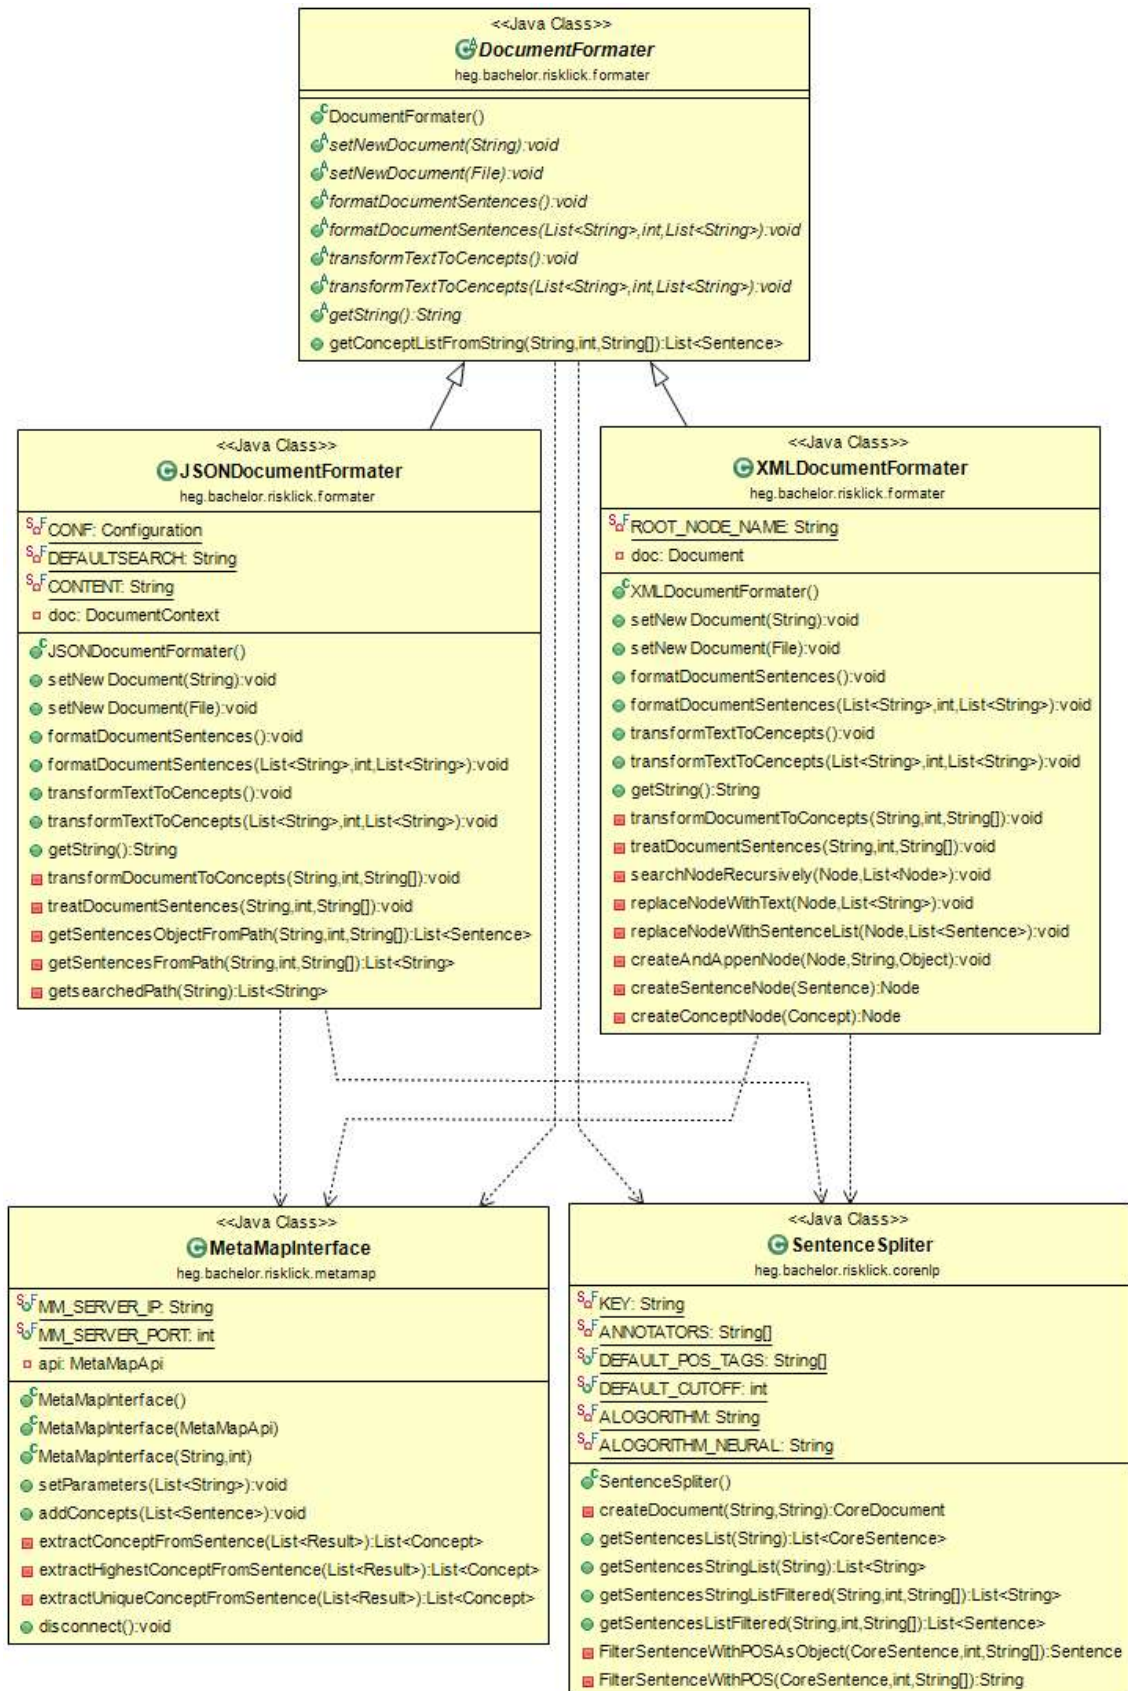 <<Java Class>>
DocumentFormater
heg.bachelor.risklick.formater
DocumentFormater()
setNewDocument(String):void
setNewDocument(File):void
formatDocumentSentences():void
formatDocumentSentences(List<String>,int,List<String>):void
transformTextToCencepts():void
transformTextToCencepts(List<String>,int,List<String>):void
getString():String
getConceptListFromString(String,int,String[]):List<Sentence>
<<Java Class>>
JSONDocumentFormater
heg.bachelor.risklick.formater
CONF: Configuration
DEFAULTSEARCH: String
CONTENT: String
doc: DocumentContext
JSONDocumentFormater()
setNewDocument(String):void
setNewDocument(File):void
formatDocumentSentences():void
formatDocumentSentences(List<String>,int,List<String>):void
transformTextToCencepts():void
transformTextToCencepts(List<String>,int,List<String>):void
getString():String
transformDocumentToConcepts(String,int,String[]):void
treatDocumentSentences(String,int,String[]):void
getSentencesObjectFromPath(String,int,String[]):List<Sentence>
getSentencesFromPath(String,int,String[]):List<String>
getsearchedPath(String):List<String>
<<Java Class>>
XMLDocumentFormater
heg.bachelor.risklick.formater
ROOT_NODE_NAME: String
doc: Document
XMLDocumentFormater()
setNewDocument(String):void
setNewDocument(File):void
formatDocumentSentences():void
formatDocumentSentences(List<String>,int,List<String>):void
transformTextToCencepts():void
transformTextToCencepts(List<String>,int,List<String>):void
getString():String
transformDocumentToConcepts(String,int,String[]):void
treatDocumentSentences(String,int,String[]):void
searchNodeRecursively(Node,List<Node>):void
replaceNodeWithText(Node,List<String>):void
replaceNodeWithSentenceList(Node,List<Sentence>):void
createAndAppenNode(Node,String,Object):void
createSentenceNode(Sentence):Node
createConceptNode(Concept):Node
<<Java Class>>
MetaMapInterface
heg.bachelor.risklick.metamap
MM_SERVER_IP: String
MM_SERVER_PORT: int
api: MetaMapApi
MetaMapInterface()
MetaMapInterface(MetaMapApi)
MetaMapInterface(String,int)
setParameters(List<String>):void
addConcepts(List<Sentence>):void
extractConceptFromSentence(List<Result>):List<Concept>
extractHighestConceptFromSentence(List<Result>):List<Concept>
extractUniqueConceptFromSentence(List<Result>):List<Concept>
disconnect():void
<<Java Class>>
SentenceSpliter
heg.bachelor.risklick.corenlp
KEY: String
ANNOTATORS: String[]
DEFAULT_POS_TAGS: String[]
DEFAULT_CUTOFF: int
ALOGORITHM: String
ALOGORITHM_NEURAL: String
SentenceSpliter()
createDocument(String,String):CoreDocument
getSentencesList(String):List<CoreSentence>
getSentencesStringList(String):List<String>
getSentencesStringListFiltered(String,int,String[]):List<String>
getSentencesListFiltered(String,int,String[]):List<Sentence>
FilterSentenceWithPOSAsObject(CoreSentence,int,String[]):Sentence
FilterSentenceWithPOS(CoreSentence,int,String[]):String